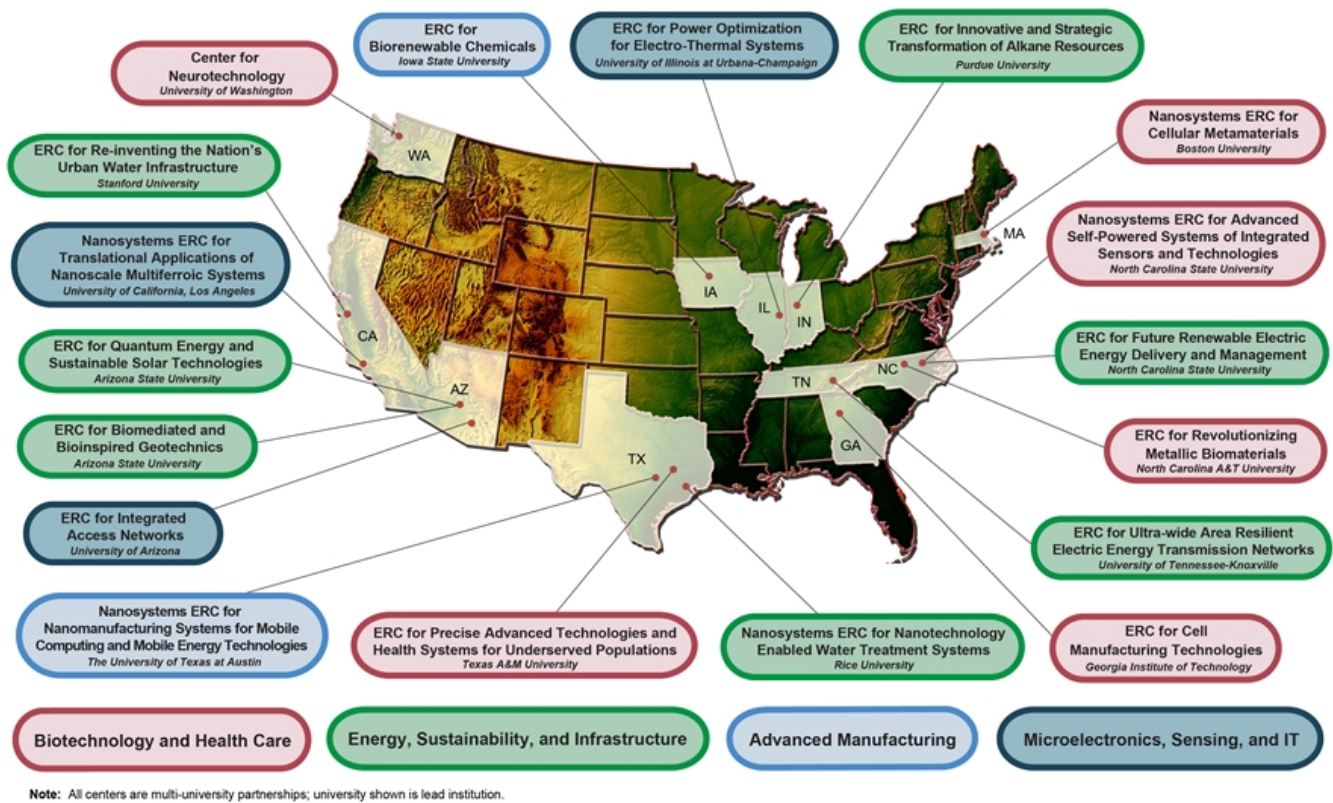 ERC for
Biorenewable Chemicals
Iowa State University
ERC for Power Optimization
for Electro-Thermal Systems
University of Illinois at Urbana-Champaign
ERC for Innovative and Strategic
Transformation of Alkane Resources
Purdue University
Center for
Neurotechnology
University of Washington
Nanosystems ERC for
Cellular Metamaterials
Boston University
ERC for Re-inventing the Nation's
Urban Water Infrastructure
Stanford University
Nanosystems ERC for Advanced
Self-Powered Systems of Integrated
Sensors and Technologies
North Carolina State University
Nanosystems ERC for
Translational Applications of
Nanoscale Multiferroic Systems
University of California, Los Angeles
ERC for Future Renewable Electric
Energy Delivery and Management
North Carolina State University
ERC for Quantum Energy and
Sustainable Solar Technologies
Arizona State University
ERC for Biomediated and
Bioinspired Geotechnics
Arizona State University
ERC for Revolutionizing
Metallic Biomaterials
North Carolina A&T University
ERC for Integrated
Access Networks
University of Arizona
ERC for Ultra-wide Area Resilient
Electric Energy Transmission Networks
University of Tennessee-Knoxville
WA
MA
IA
IL
IN
CA
NC
TN
AZ
GA
TX
Nanosystems ERC for
Nanomanufacturing Systems for Mobile
Computing and Mobile Energy Technologies
The University of Texas at Austin
ERC for Precise Advanced Technologies and
Health Systems for Underserved Populations
Texas A&M University
Nanosystems ERC for Nanotechnology
Enabled Water Treatment Systems
Rice University
ERC for Cell
Manufacturing Technologies
Georgia Institute of Technology
Biotechnology and Health Care
Energy, Sustainability, and Infrastructure
Advanced Manufacturing
Microelectronics, Sensing, and IT
Note: All centers are multi-university partnerships; university shown is lead institution.